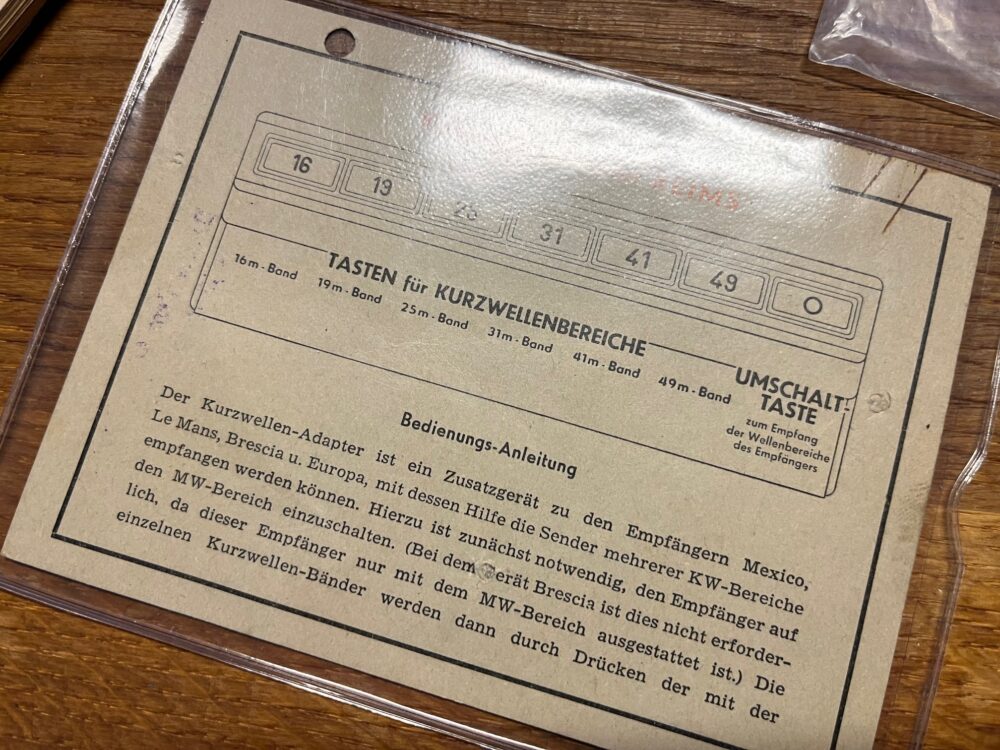 16 19 25 31 41 49 O
TASTEN für KURZWELLENBEREICHE
16m-Band 19m-Band 25m-Band 31m-Band 41m-Band 49m-Band
UMSCHALT-
TASTE
zum Empfang
der Wellenbereiche
des Empfängers
Bedienungs-Anleitung
Der Kurzwellen-Adapter ist ein Zusatzgerät zu den Empfängern Mexico,
Le Mans, Brescia u. Europa, mit dessen Hilfe die Sender mehrerer KW-Bereiche
empfangen werden können. Hierzu ist zunächst notwendig, den Empfänger auf
den MW-Bereich einzuschalten. (Bei dem Gerät Brescia ist dies nicht erforder-
lich, da dieser Empfänger nur mit dem MW-Bereich ausgestattet ist.) Die
einzelnen Kurzwellen-Bänder werden dann durch Drücken der mit der